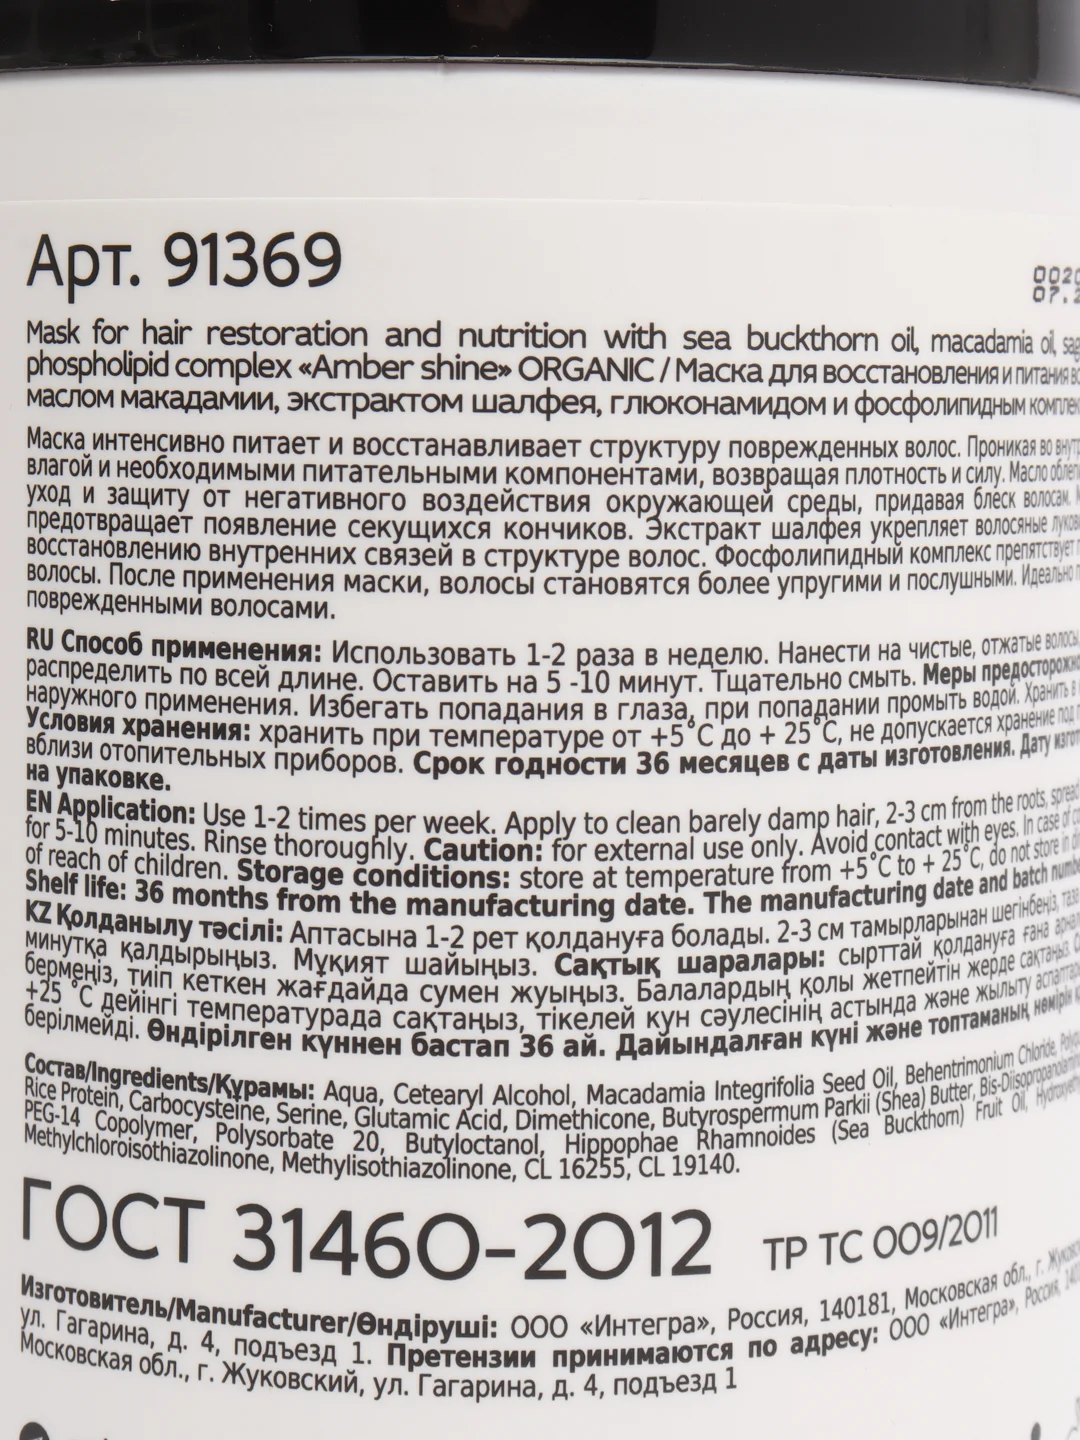 Арт. 91369
Mask for hair restoration and nutrition with sea buckthorn oil, macadamia oil,
phospholipid complex «Amber shine» ORGANIC / Маска для восстановления и питания
маслом макадамии, экстрактом шалфея, глюконамидом и фосфолипидным
Маска интенсивно питает и восстанавливает структуру поврежденных волос. Проникая во
влагой и необходимыми питательными компонентами, возвращая плотность и силу. Масло
уход и защиту от негативного воздействия окружающей среды, придавая блеск волосам.
предотвращает появление секущихся кончиков. Экстракт шалфея укрепляет волосяные
восстановлению внутренних связей в структуре волос. Фосфолипидный комплекс препятствует
волосы. После применения маски, волосы становятся более упругими и послушными. Идеально
поврежденными волосами.
RU Способ применения: Использовать 1-2 раза в неделю. Нанести на чистые, отжатые волосы,
распределить по всей длине. Оставить на 5 -10 минут. Тщательно смыть. Меры
наружного применения. Избегать попадания в глаза, при попадании промыть водой. Хранить в
Условия хранения: хранить при температуре от +5˚С до + 25˚С, не допускается хранение под
вблизи отопительных приборов. Срок годности 36 месяцев с даты изготовления. Дату
на упаковке.
EN Application: Use 1-2 times per week. Apply to clean barely damp hair, 2-3 cm from the roots, spread
for 5-10 minutes. Rinse thoroughly. Caution: for external use only. Avoid contact with eyes. In case of
of reach of children. Storage conditions: store at temperature from +5˚C to + 25˚C, do not store in
Shelf life: 36 months from the manufacturing date. The manufacturing date and batch
KZ Қолданылу тәсілі: Аптасына 1-2 рет қолдануға болады. 2-3 см тамырларынан шегінбеңіз, таза
минутқа қалдырыңыз. Мұқият шайыңыз. Сақтық шаралары: сырттай қолдануға ғана
бермеңіз, тиіп кеткен жағдайда сумен жуыңыз. Балалардың қолы жетпейтін жерде сақтаңыз.
+25 ˚С дейінгі температурада сақтаңыз, тікелей күн сәулесінің астында және жылыту
берілмейді. Өндірілген күннен бастап 36 ай. Дайындалған күні және топтаманың нөмірін
Состав/Ingredients/Құрамы: Aqua, Cetearyl Alcohol, Macadamia Integrifolia Seed Oil, Behentrimonium Chloride,
Rice Protein, Carbocysteine, Serine, Glutamic Acid, Dimethicone, Butyrospermum Parkii (Shea) Butter,
PEG-14 Copolymer, Polysorbate 20, Butyloctanol, Hippophae Rhamnoides (Sea Buckthorn) Fruit Oil,
Methylchloroisothiazolinone, Methylisothiazolinone, CL 16255, CL 19140.
ГОСТ 31460-2012 ТР ТС 009/2011
Изготовитель/Manufacturer/Өндіруші: ООО «Интегра», Россия, 140181, Московская обл., г.
ул. Гагарина, д. 4, подъезд 1. Претензии принимаются по адресу: ООО «Интегра», Россия,
Московская обл., г. Жуковский, ул. Гагарина, д. 4, подъезд 1